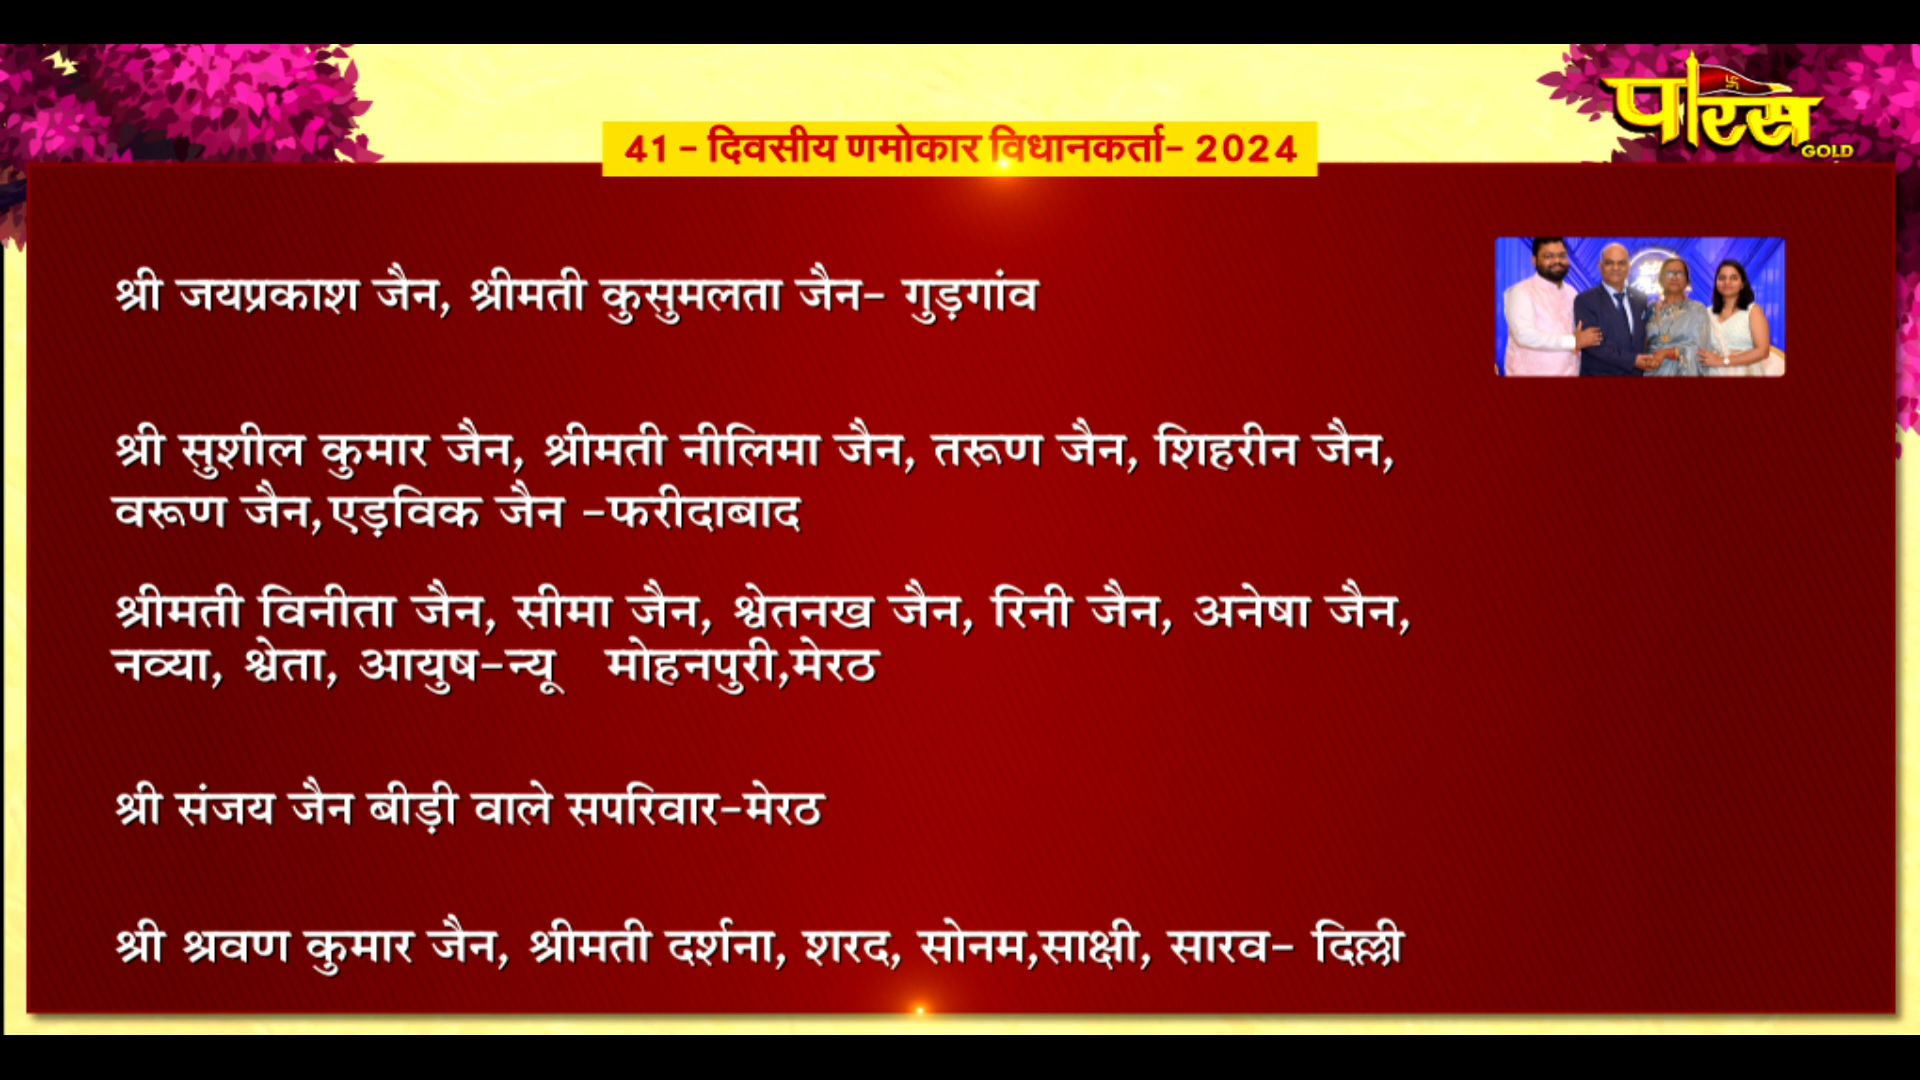 पारस
GOLD
41 - दिवसीय णमोकार विधानकर्ता- 2024
श्री जयप्रकाश जैन, श्रीमती कुसुमलता जैन- गुड़गांव
श्री सुशील कुमार जैन, श्रीमती नीलिमा जैन, तरूण जैन, शिहरीन जैन,
वरूण जैन,एड़विक जैन -फरीदाबाद
श्रीमती विनीता जैन, सीमा जैन, श्वेतनख जैन, रिनी जैन, अनेषा जैन,
नव्या, श्वेता, आयुष-न्यू मोहनपुरी,मेरठ
श्री संजय जैन बीड़ी वाले सपरिवार-मेरठ
श्री श्रवण कुमार जैन, श्रीमती दर्शना, शरद, सोनम,साक्षी, सारव- दिल्ली